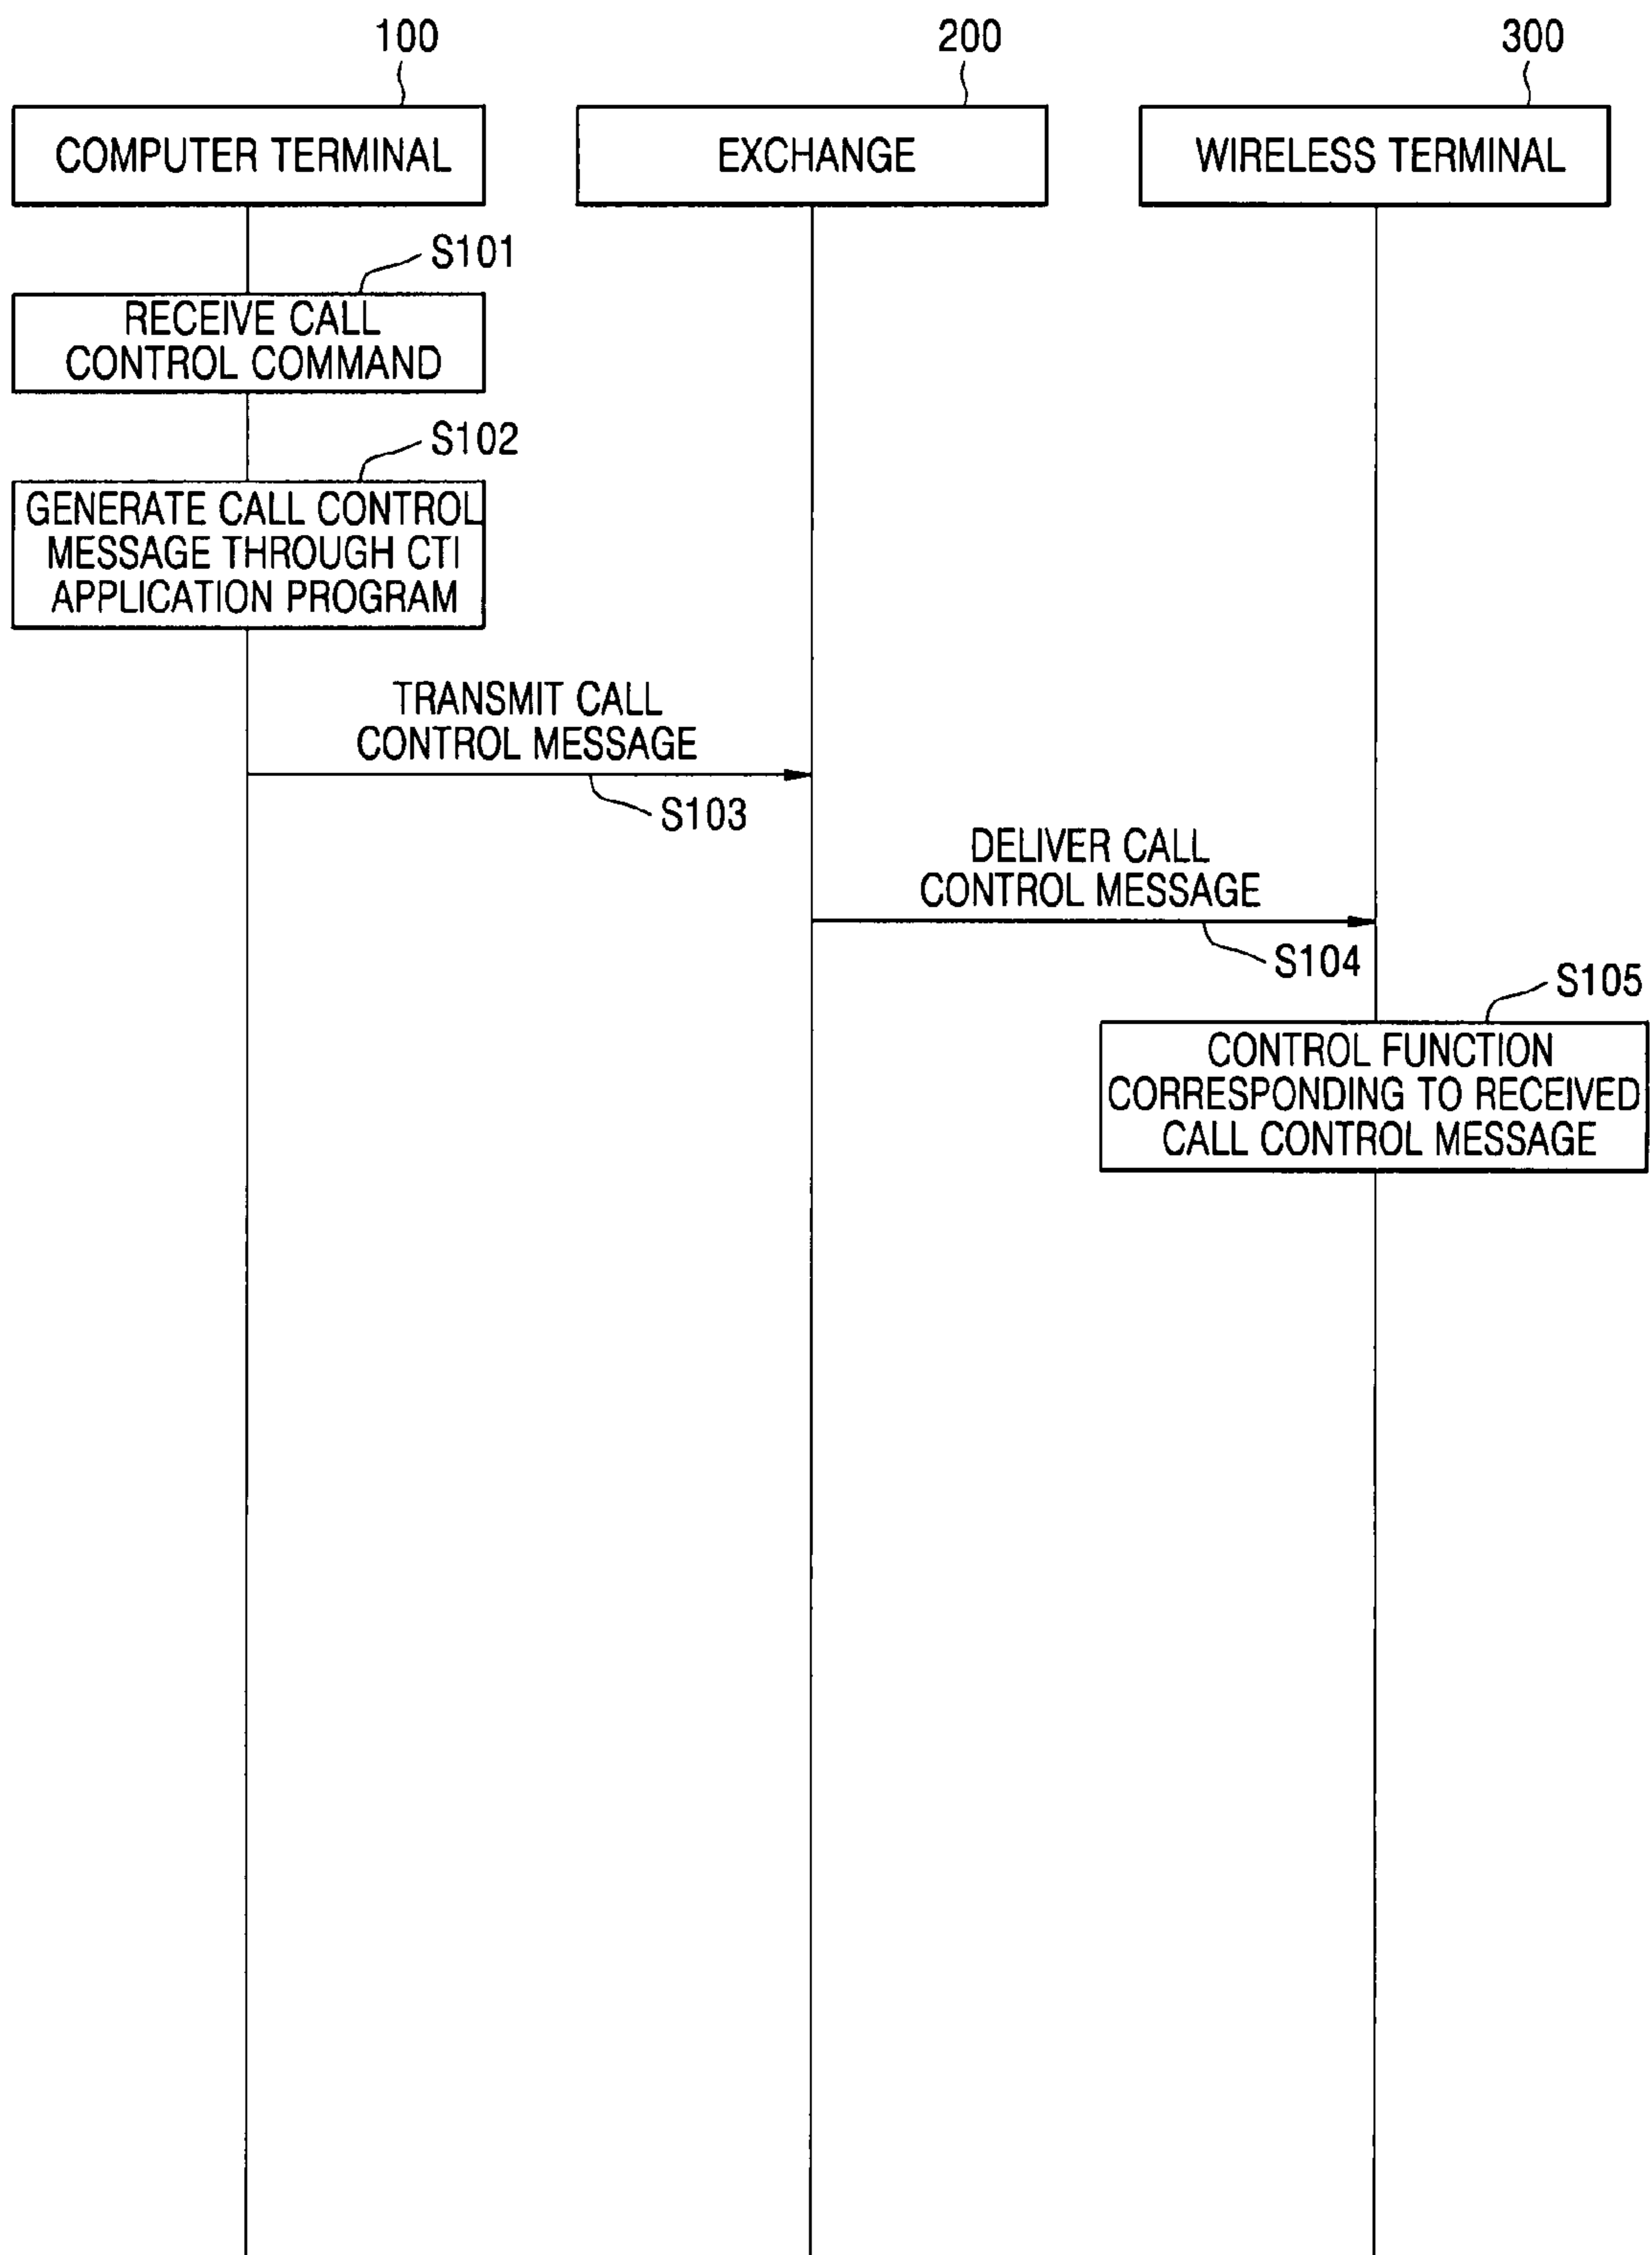 100
200
300
COMPUTER TERMINAL
EXCHANGE
WIRELESS TERMINAL
S101
RECEIVE CALL
CONTROL COMMAND
S102
GENERATE CALL CONTROL
MESSAGE THROUGH CTI
APPLICATION PROGRAM
TRANSMIT CALL
CONTROL MESSAGE
S103
DELIVER CALL
CONTROL MESSAGE
S104
S105
CONTROL FUNCTION
CORRESPONDING TO RECEIVED
CALL CONTROL MESSAGE